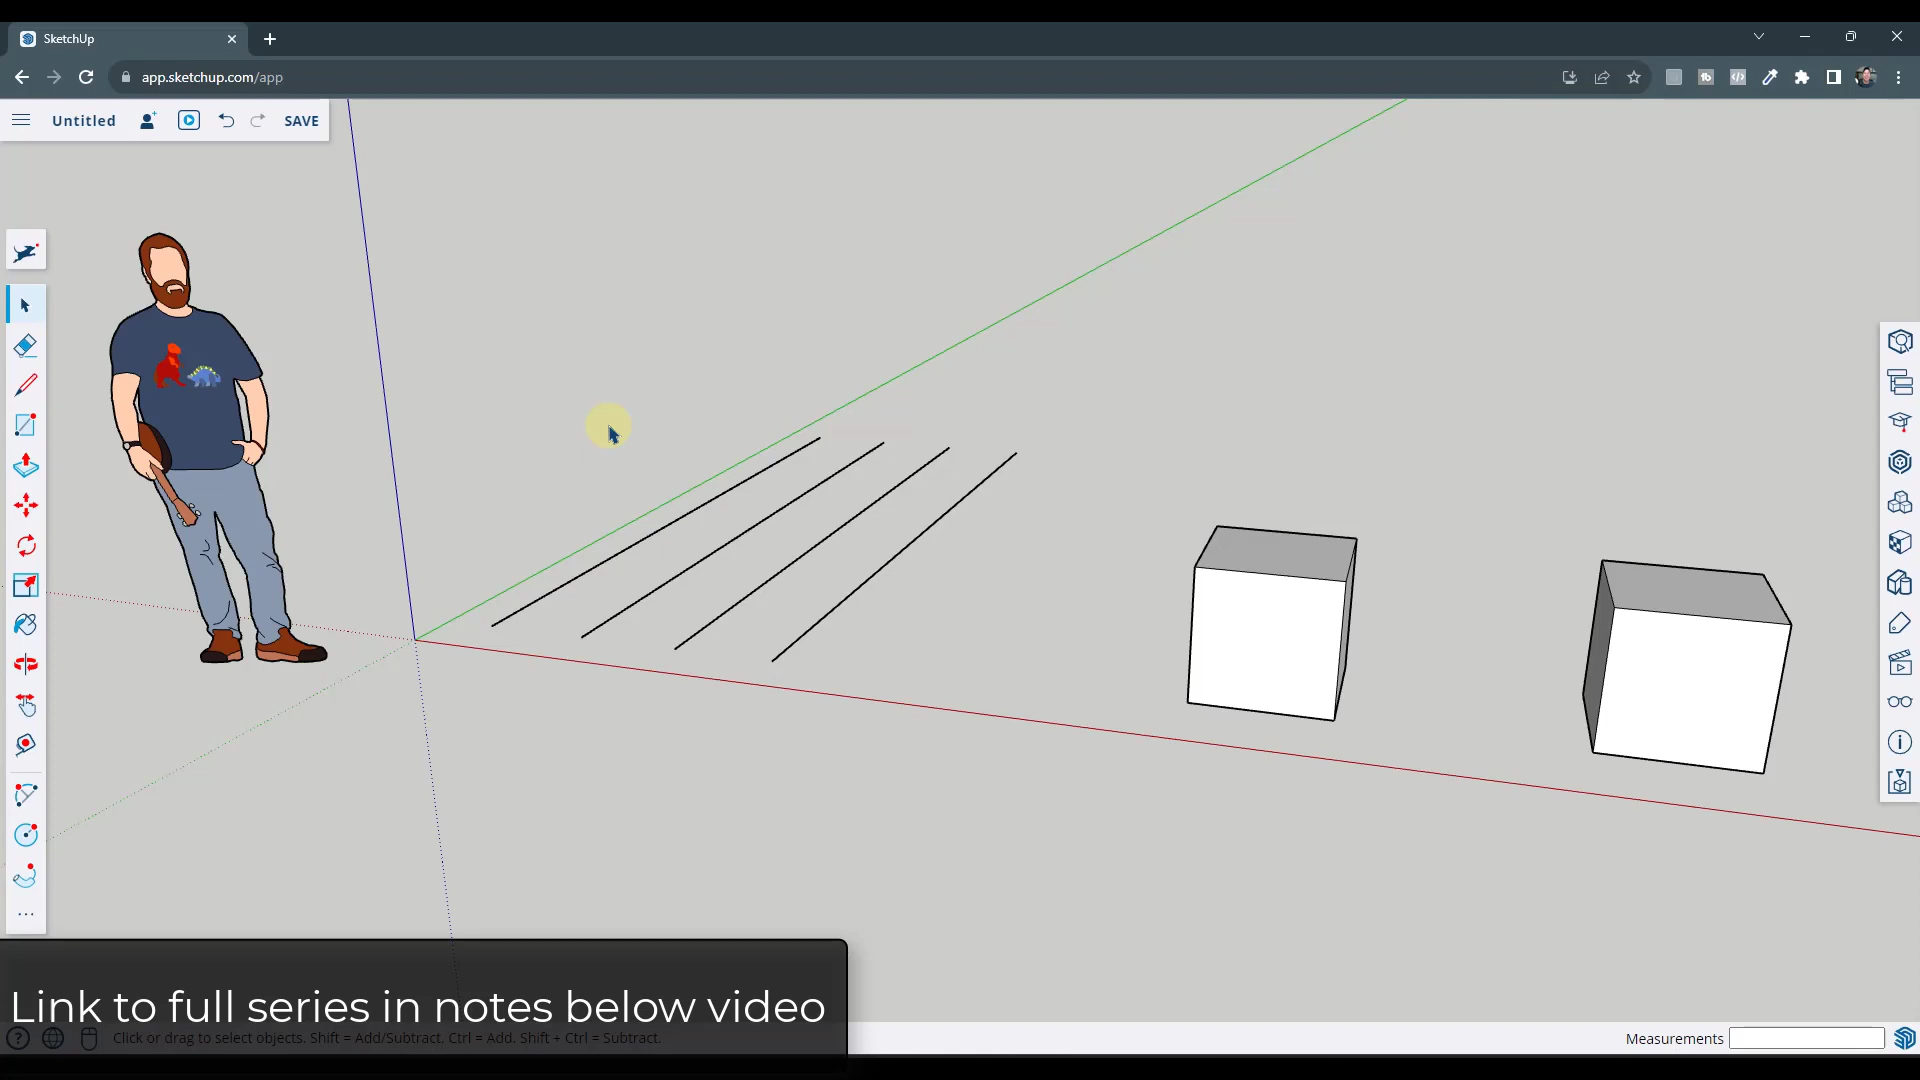 SketchUp
app.sketchup.com/app
Untitled
SAVE
Link to full series in notes below video
Click or drag to select objects. Shift = Add/Subtract. Ctrl = Add. Shift + Ctrl = Subtract.
Measurements